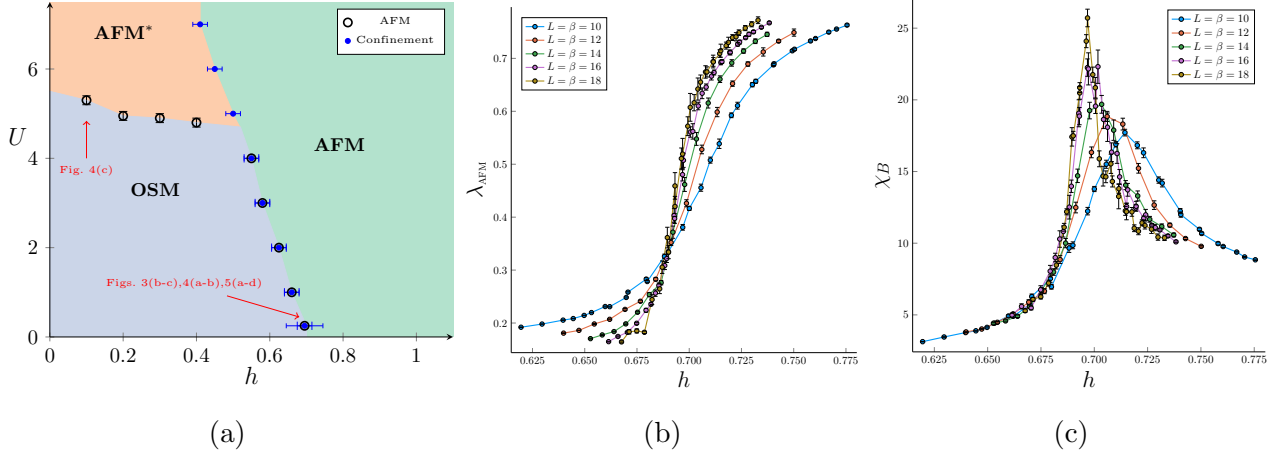 AFM*
AFM
Confinement
6
U
Fig. 4(c)
AFM
4
OSM
2
Figs. 3(b-c),4(a-b),5(a-d)
0
0 0.2 0.4 0.6 0.8 1
h
(a)
L = β = 10
L = β = 12
L = β = 14
L = β = 16
L = β = 18
0.7
0.6
0.5
0.4
0.3
0.2
λAFM
0.625 0.650 0.675 0.700 0.725 0.750 0.775
h
(b)
L = β = 10
L = β = 12
L = β = 14
L = β = 16
L = β = 18
25
20
15
10
5
χB
0.625 0.650 0.675 0.700 0.725 0.750 0.775
h
(c)